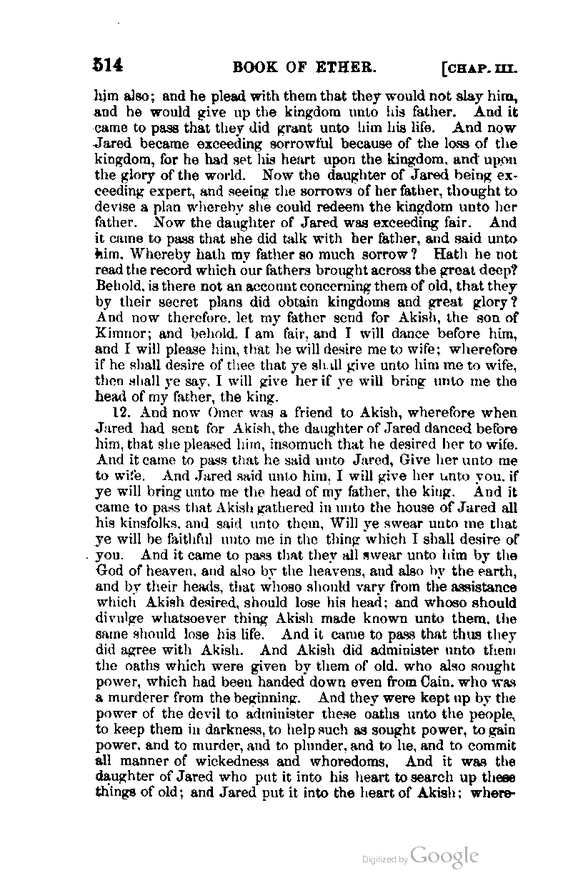 514 BOOK OF ETHER. [CHAP. III.
him also; and he plead with them that they would not slay him,
and he would give up the kingdom unto his father. And it
came to pass that they did grant unto him his life. And now
Jared became exceeding sorrowful because of the loss of the
kingdom, for he had set his heart upon the kingdom, and upon
the glory of the world. Now the daughter of Jared being ex-
ceeding expert, and seeing the sorrows of her father, thought to
devise a plan whereby she could redeem the kingdom unto her
father. Now the daughter of Jared was exceeding fair. And
it came to pass that she did talk with her father, and said unto
him, Whereby hath my father so much sorrow? Hath he not
read the record which our fathers brought across the great deep?
Behold, is there not an account concerning them of old, that they
by their secret plans did obtain kingdoms and great glory?
And now therefore, let my father send for Akish, the son of
Kimnor; and behold, I am fair, and I will dance before him,
and I will please him, that he will desire me to wife; wherefore
if he shall desire of thee that ye shall give unto him me to wife,
then shall ye say, I will give her if ye will bring unto me the
head of my father, the king.
12. And now Omer was a friend to Akish, wherefore when
Jared had sent for Akish, the daughter of Jared danced before
him, that she pleased him, insomuch that he desired her to wife.
And it came to pass that he said unto Jared, Give her unto me
to wife. And Jared said unto him, I will give her unto you, if
ye will bring unto me the head of my father, the king. And it
came to pass that Akish gathered in unto the house of Jared all
his kinsfolks, and said unto them, Will ye swear unto me that
ye will be faithful unto me in the thing which I shall desire of
you. And it came to pass that they all swear unto him by the
God of heaven, and also by the heavens, and also by the earth,
and by their heads, that whoso should vary from the assistance
which Akish desired, should lose his head; and whoso should
divulge whatsoever thing Akish made known unto them, the
same should lose his life. And it came to pass that thus they
did agree with Akish. And Akish did administer unto them
the oaths which were given by them of old, who also sought
power, which had been handed down even from Cain, who was
a murderer from the beginning. And they were kept up by the
power of the devil to administer these oaths unto the people,
to keep them in darkness, to help such as sought power, to gain
power, and to murder, and to plunder, and to lie, and to commit
all manner of wickedness and whoredoms. And it was the
daughter of Jared who put it into his heart to search up these
things of old; and Jared put it into the heart of Akish; where-
Digitized by Google